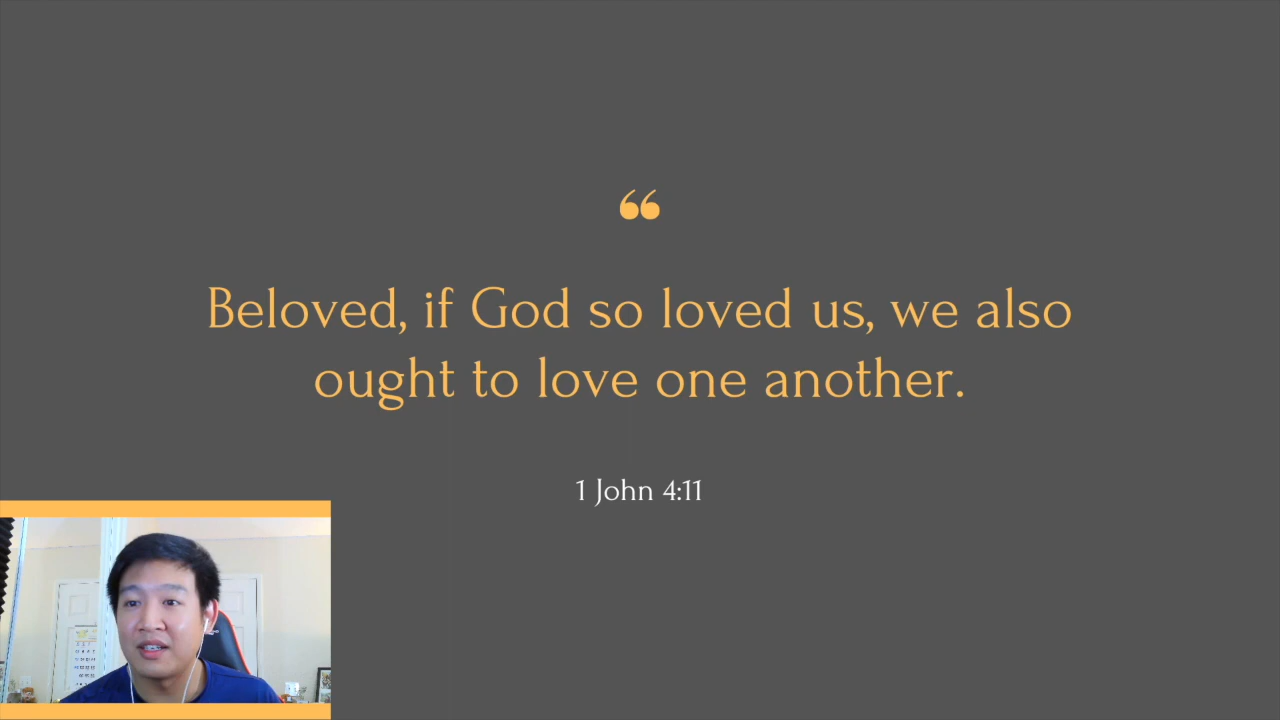 “
Beloved, if God so loved us, we also
ought to love one another.
1 John 4:11